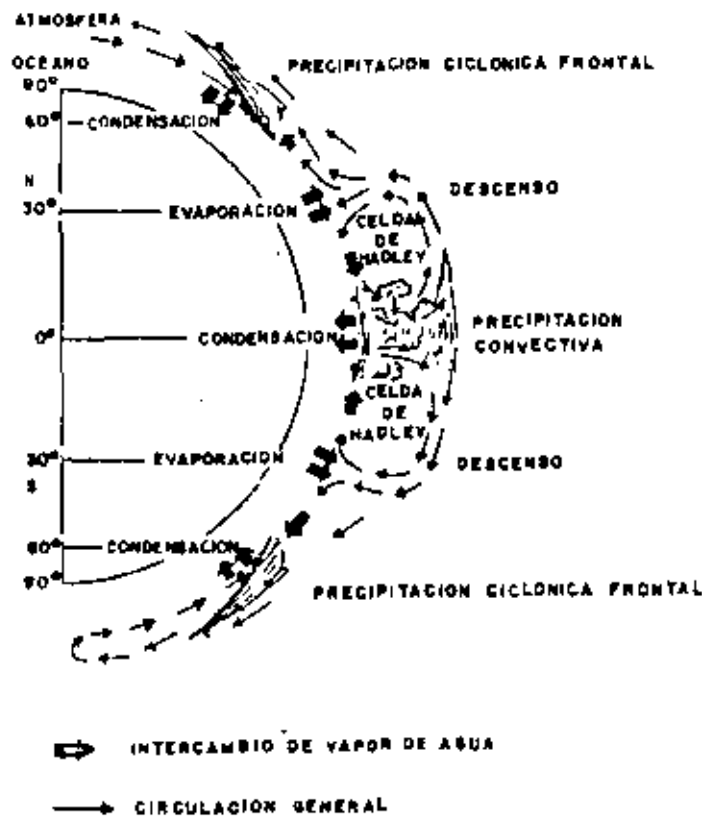 ATMOSFERA
OCEANO
PRECIPITACION CICLONICA FRONTAL
90°
60° CONDENSACION
N
30° EVAPORACION
DESCENSO
CELDA
DE
HADLEY
0° CONDENSACION
PRECIPITACION
CONVECTIVA
CELDA
DE
HADLEY
30° EVAPORACION
S
DESCENSO
60° CONDENSACION
90°
PRECIPITACION CICLONICA FRONTAL
INTERCAMBIO DE VAPOR DE AGUA
CIRCULACION GENERAL